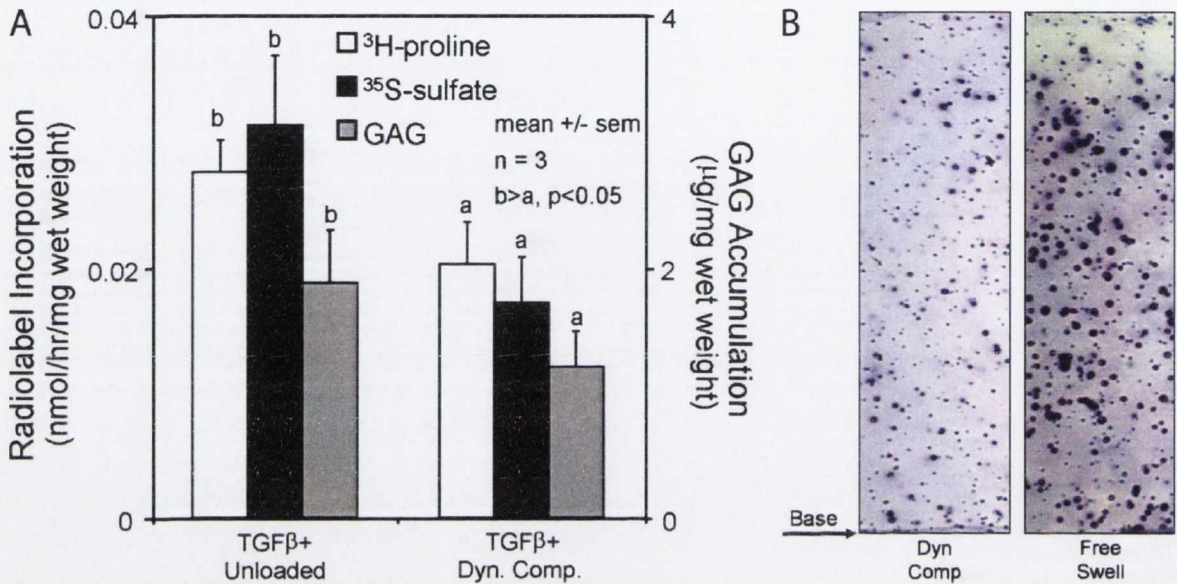 A
Radiolabel Incorporation
(nmol/hr/mg wet weight)
0.04
0.02
0
b
b
b
a
a
a
³H-proline
³⁵S-sulfate
GAG
mean +/- sem
n = 3
b>a, p<0.05
TGFβ+
Unloaded
TGFβ+
Dyn. Comp.
4
2
0
GAG Accumulation
(μg/mg wet weight)
B
Base
Dyn
Comp
Free
Swell